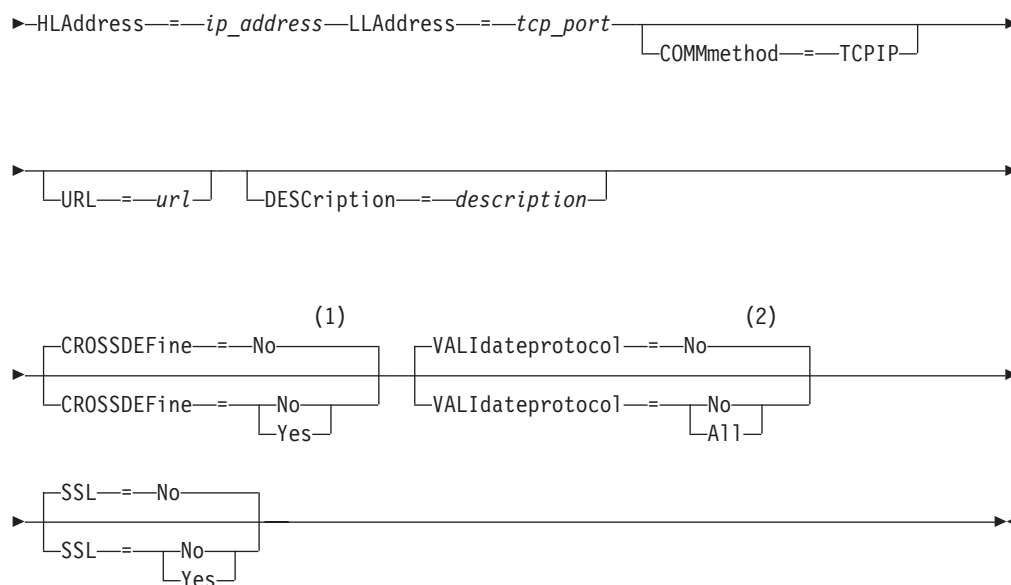 HLAddress = ip_address LLAddress = tcp_port
COMMmethod = TCPIP
URL = url DESCription = description
(1) (2)
CROSSDEFine = No VALIdateprotocol = No
CROSSDEFine = No VALIdateprotocol = No
Yes All
SSL = No
SSL = No
Yes